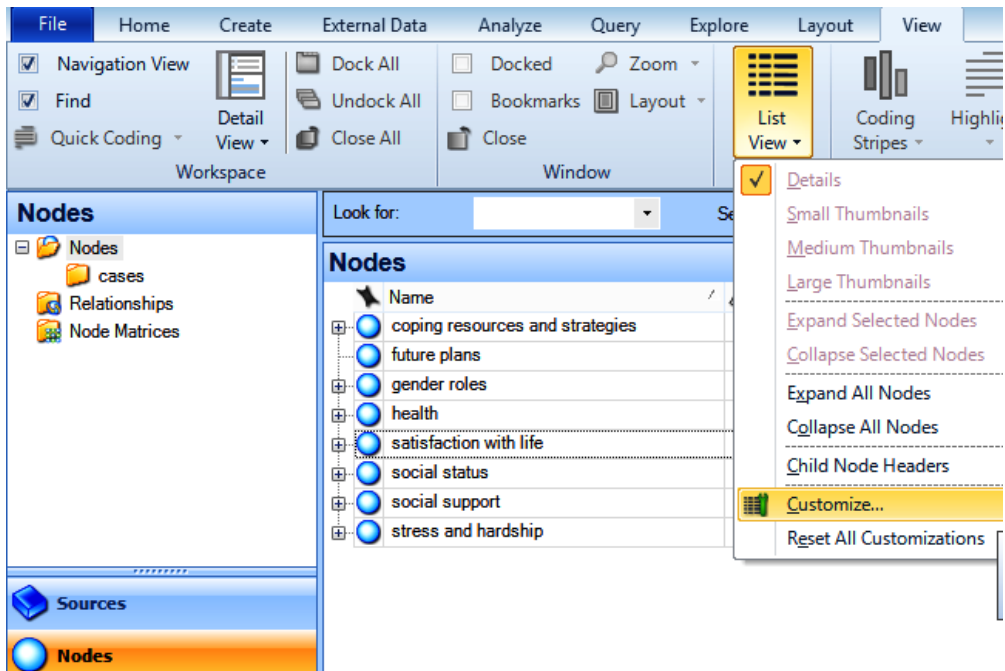 File Home Create External Data Analyze Query Explore Layout View
Navigation View
Find
Quick Coding
Detail
View
Workspace
Dock All
Undock All
Close All
Docked
Bookmarks
Close
Zoom
Layout
Window
List
View
Coding
Stripes
Nodes
Nodes
cases
Relationships
Node Matrices
Sources
Nodes
Look for:
Nodes
Name
coping resources and strategies
future plans
gender roles
health
satisfaction with life
social status
social support
stress and hardship
Details
Small Thumbnails
Medium Thumbnails
Large Thumbnails
Expand Selected Nodes
Collapse Selected Nodes
Expand All Nodes
Collapse All Nodes
Child Node Headers
Customize...
Reset All Customizations